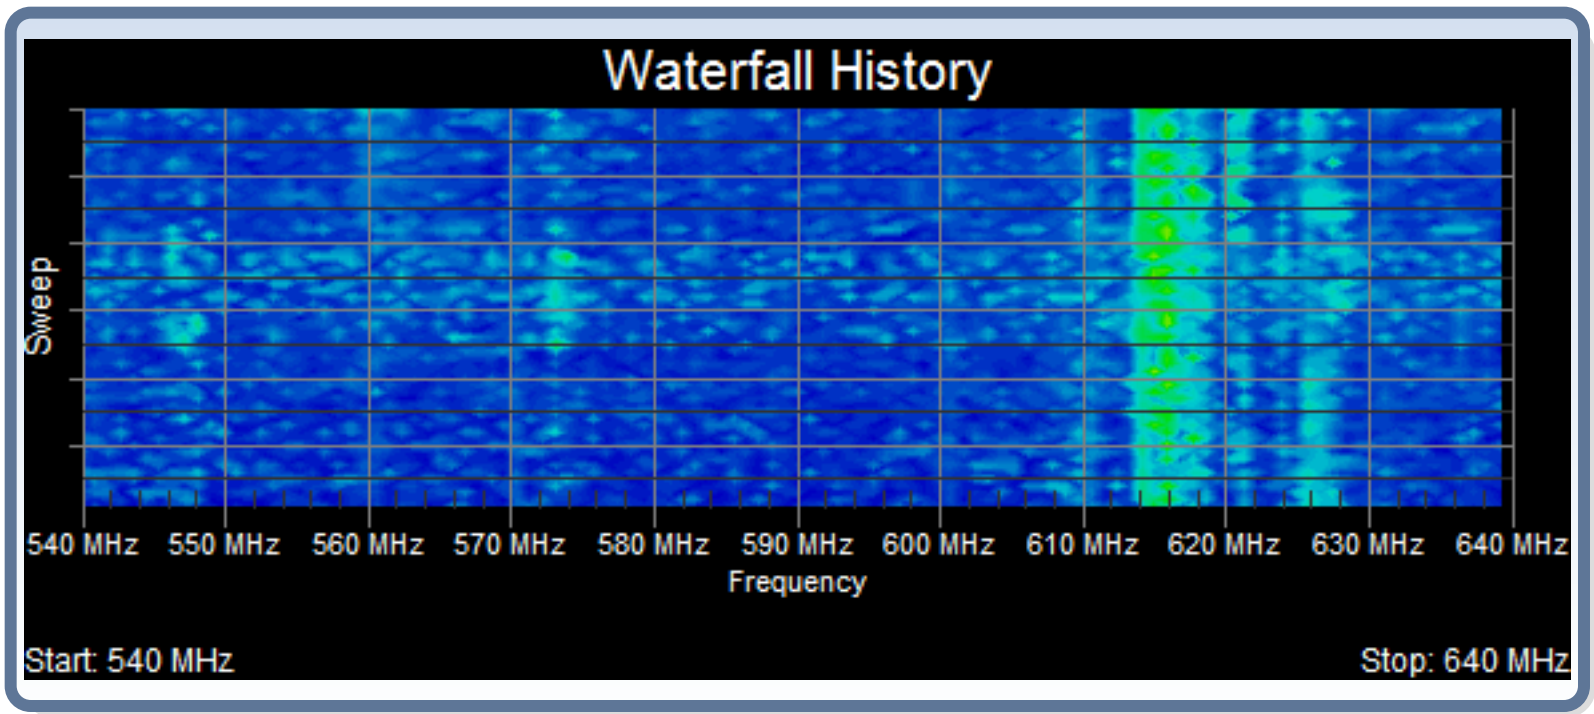 Waterfall History
Sweep
540 MHz 550 MHz 560 MHz 570 MHz 580 MHz 590 MHz 600 MHz 610 MHz 620 MHz 630 MHz 640 MHz
Frequency
Start: 540 MHz Stop: 640 MHz